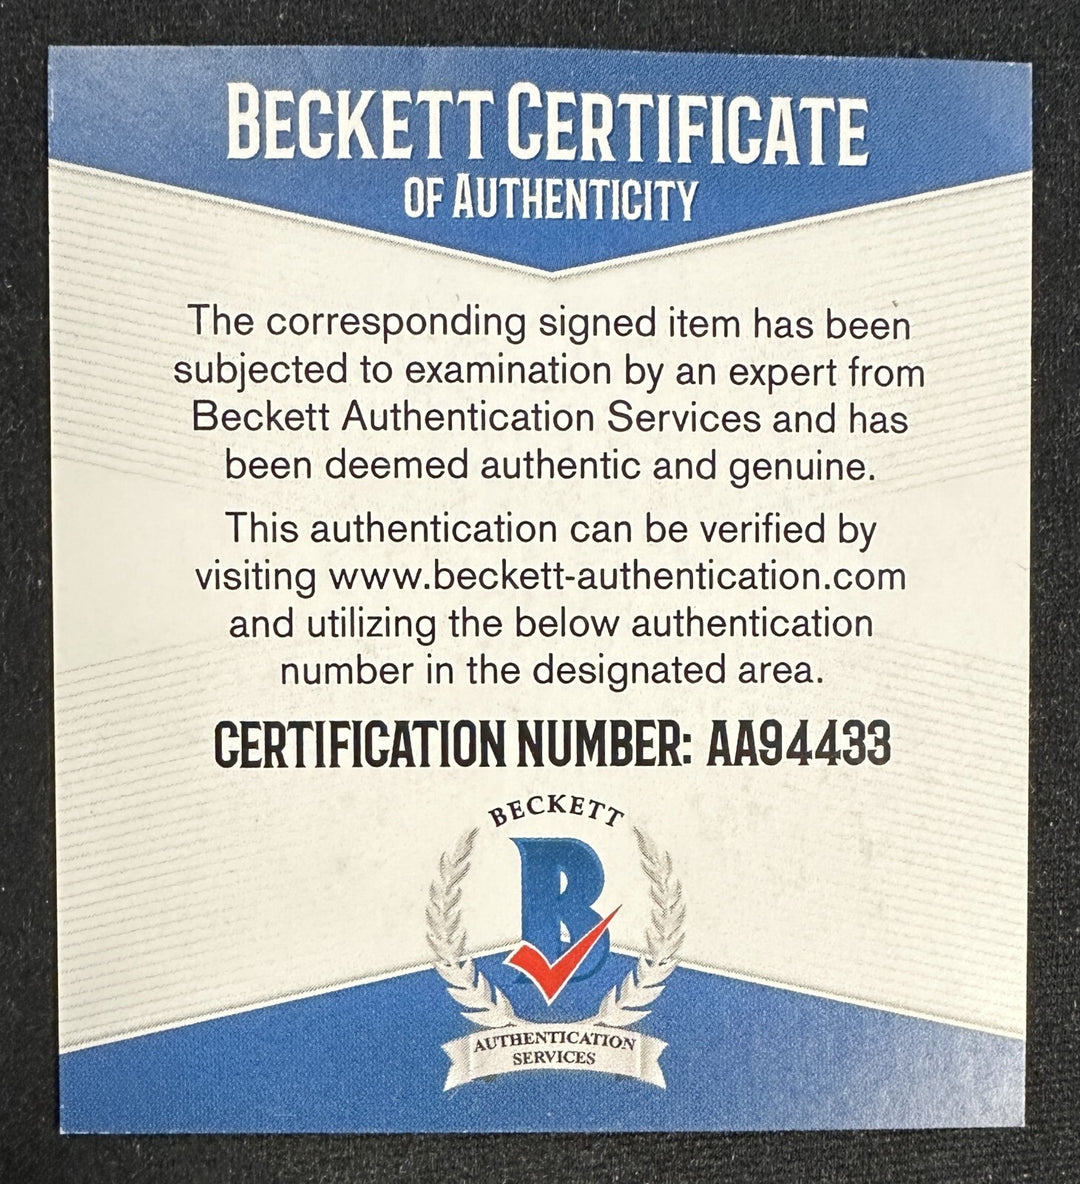 BECKETT CERTIFICATE
OF AUTHENTICITY
The corresponding signed item has been
subjected to examination by an expert from
Beckett Authentication Services and has
been deemed authentic and genuine.
This authentication can be verified by
visiting www.beckett-authentication.com
and utilizing the below authentication
number in the designated area.
CERTIFICATION NUMBER: AA94433
BECKETT
B
AUTHENTICATION
SERVICES